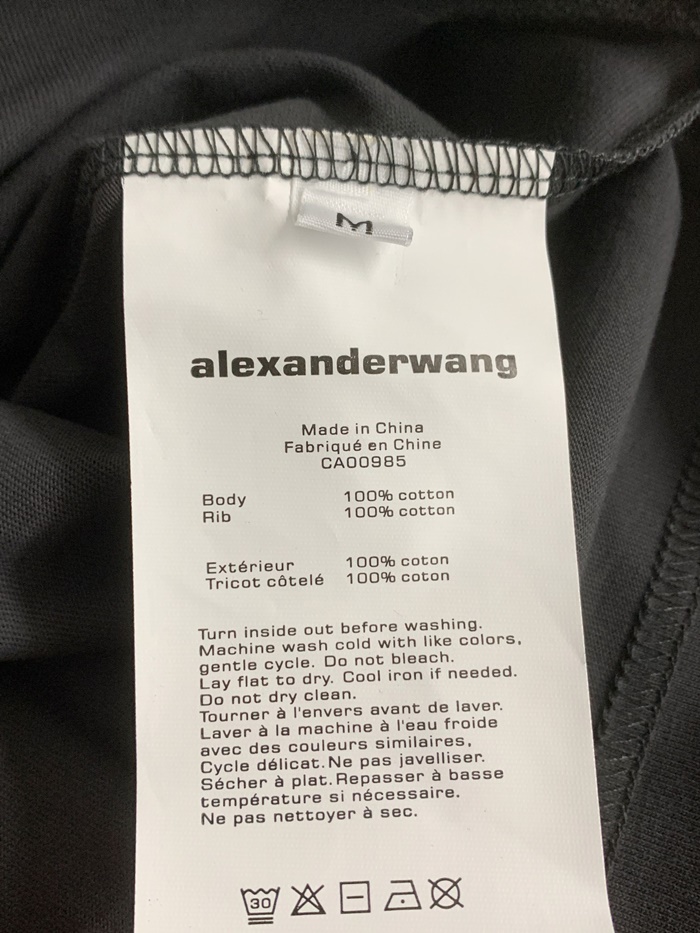 M
alexanderwang
Made in China
Fabriqué en Chine
CA00985
Body 100% cotton
Rib 100% cotton
Extérieur 100% coton
Tricot côtelé 100% coton
Turn inside out before washing.
Machine wash cold with like colors,
gentle cycle. Do not bleach.
Lay flat to dry. Cool iron if needed.
Do not dry clean.
Tourner à l'envers avant de laver.
Laver à la machine à l'eau froide
avec des couleurs similaires,
Cycle délicat. Ne pas javelliser.
Sécher à plat. Repasser à basse
température si nécessaire.
Ne pas nettoyer à sec.
30